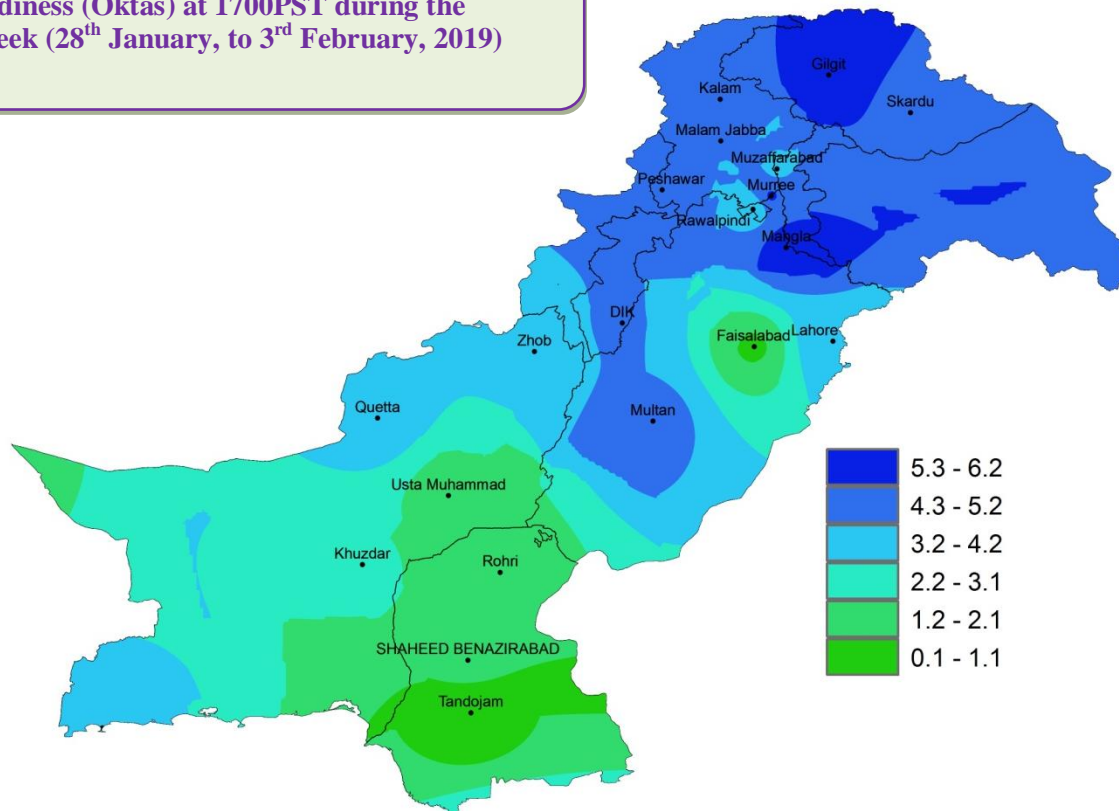 (Oktas) at 1700PST during the
(28th January, to 3rd February, 2019)
Gilgit
Kalam
Skardu
Malam Jabba
Muzaffarabad
Peshawar
Murree
Rawalpindi
Mangla
DIK
Zhob
Faisalabad
Lahore
Quetta
Multan
Usta Muhammad
Khuzdar
Rohri
SHAHEED BENAZIRABAD
Tandojam
5.3 - 6.2
4.3 - 5.2
3.2 - 4.2
2.2 - 3.1
1.2 - 2.1
0.1 - 1.1